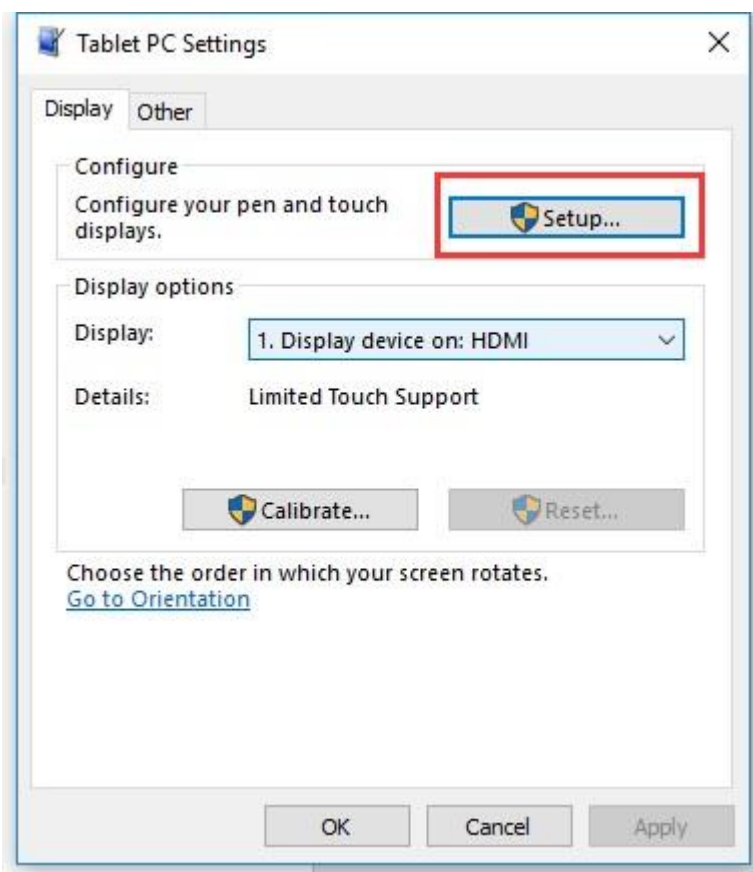 Tablet PC Settings
Display
Other
Configure
Configure your pen and touch
displays.
Setup...
Display options
Display:
1. Display device on: HDMI
Details:
Limited Touch Support
Calibrate...
Reset...
Choose the order in which your screen rotates.
Go to Orientation
OK
Cancel
Apply